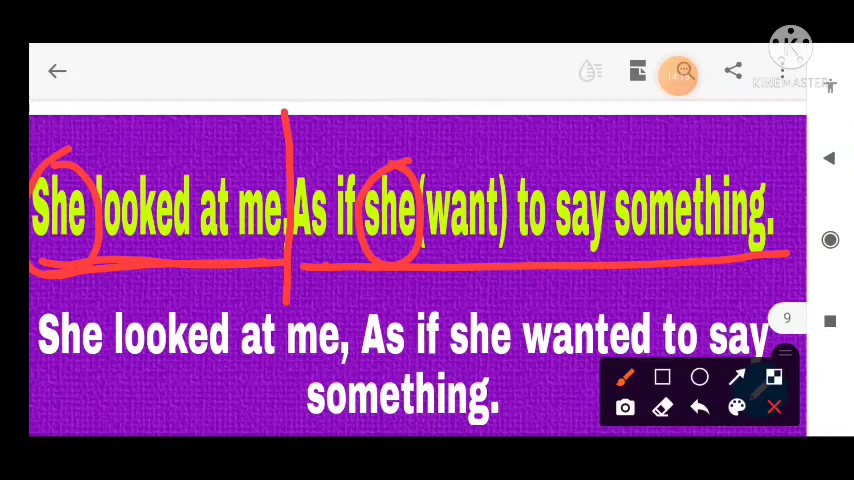 KINEMASTER
She looked at me, As if she(want) to say something.
9
She looked at me, As if she wanted to say
something.